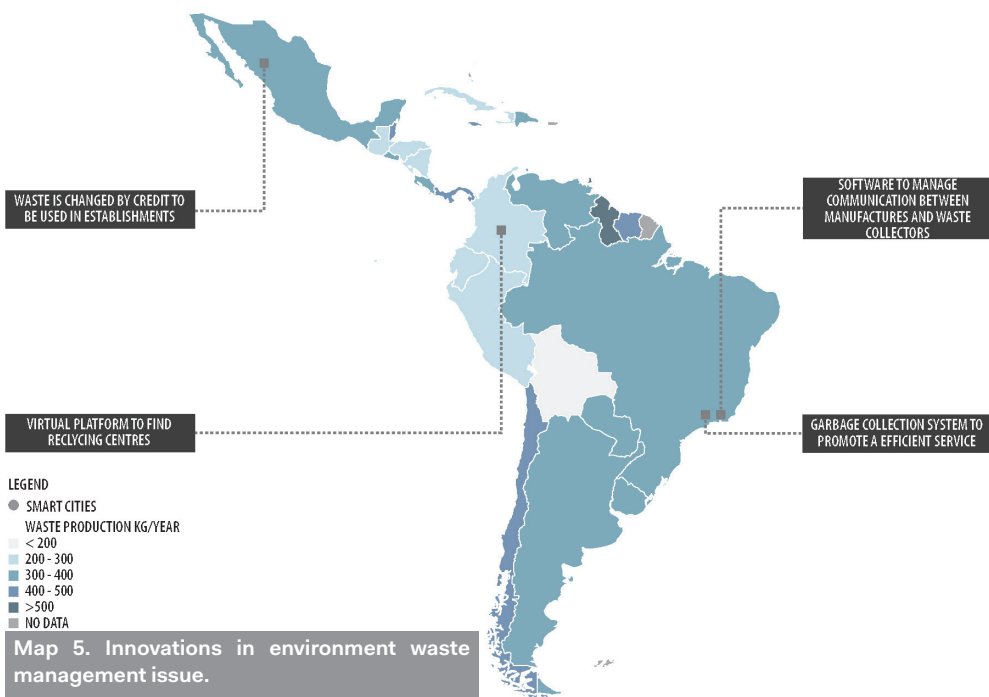 WASTE IS CHANGED BY CREDIT TO
BE USED IN ESTABLISHMENTS
SOFTWARE TO MANAGE
COMMUNICATION BETWEEN
MANUFACTURES AND WASTE
COLLECTORS
VIRTUAL PLATFORM TO FIND
RECLYCING CENTRES
GARBAGE COLLECTION SYSTEM TO
PROMOTE A EFFICIENT SERVICE
LEGEND
SMART CITIES
WASTE PRODUCTION KG/YEAR
< 200
200 - 300
300 - 400
400 - 500
>500
NO DATA
Map 5. Innovations in environment waste
management issue.